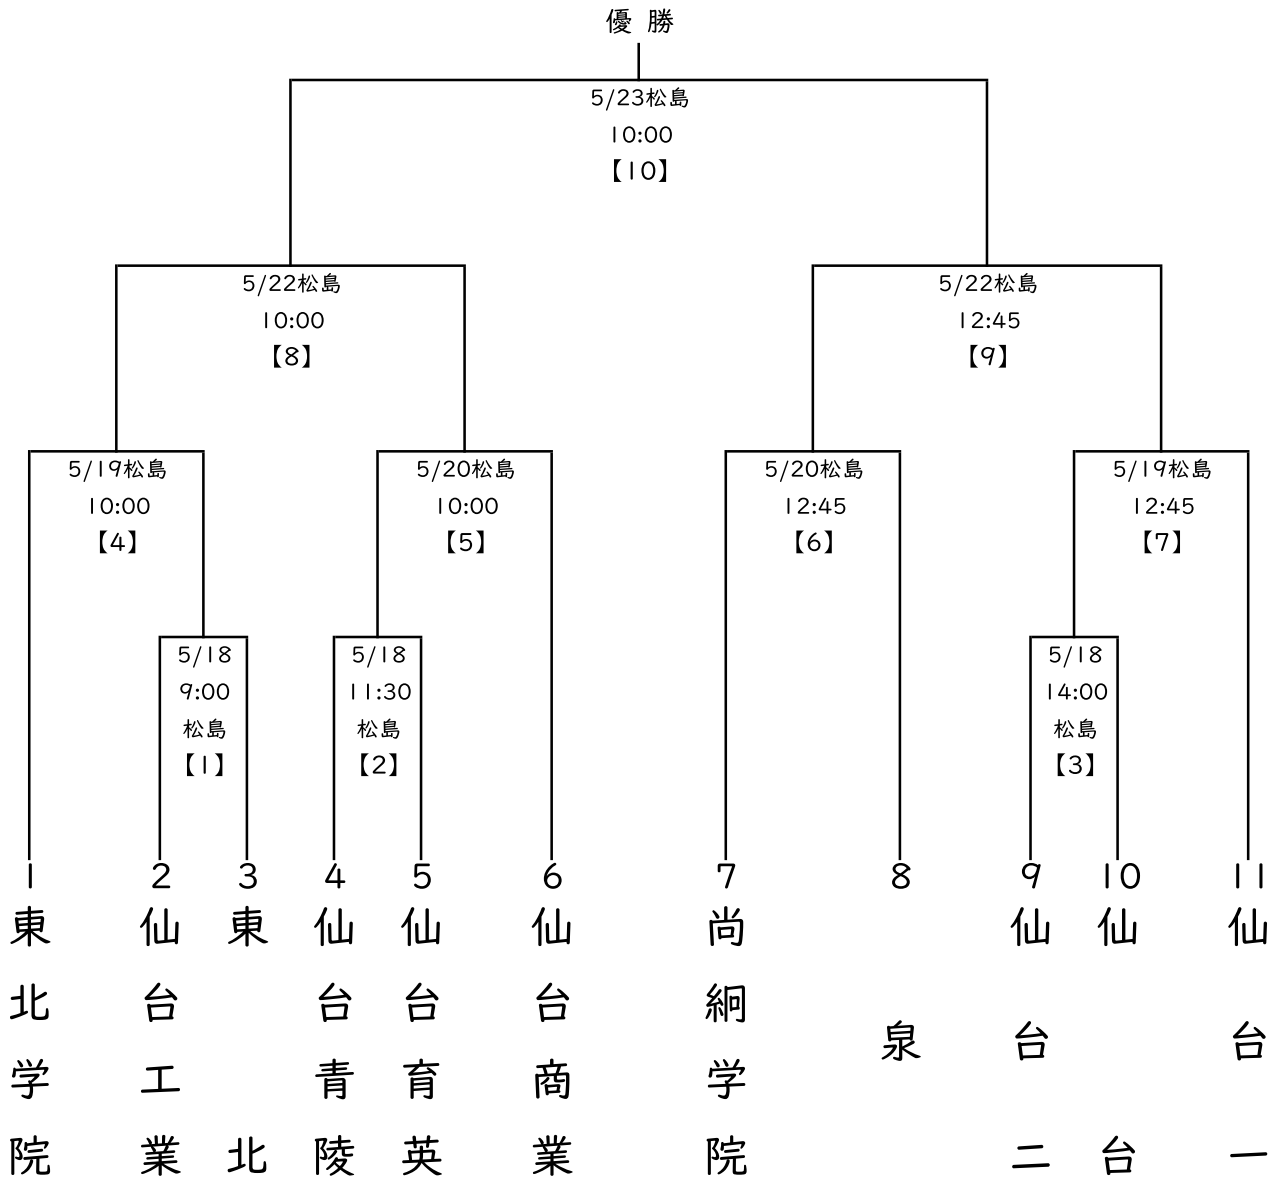 優 勝
5/23松島
10:00
【10】
5/22松島
10:00
【8】
5/22松島
12:45
【9】
5/19松島
10:00
【4】
5/20松島
10:00
【5】
5/20松島
12:45
【6】
5/19松島
12:45
【7】
5/18
9:00
松島
【1】
5/18
11:30
松島
【2】
5/18
14:00
松島
【3】
1
東北学院
2
仙台工業
3
東北
4
仙台青陵
5
仙台育英
6
仙台商業
7
尚絅学院
8
泉
9
仙台二
10
仙台
11
仙台一